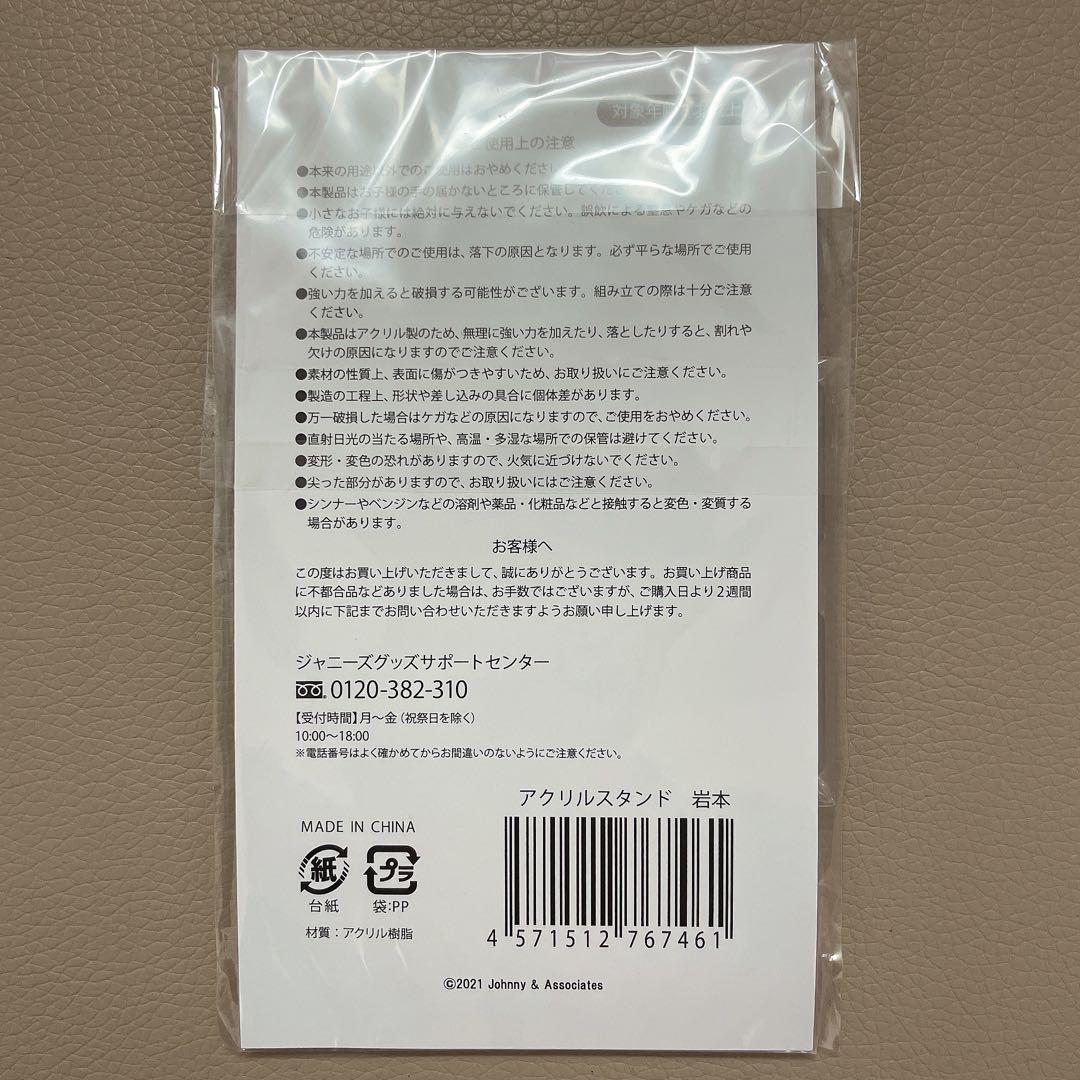 対象年
使用上の注意
●本来の用途以外でのご使用はおやめください
●本製品はお子様の手の届かないところに保管してく
●小さなお子様には絶対に与えないでください。誤飲による窒息やケガなどの
危険があります。
●不安定な場所でのご使用は、落下の原因となります。必ず平らな場所でご使用
ください。
●強い力を加えると破損する可能性がございます。組み立ての際は十分ご注意
ください。
●本製品はアクリル製のため、無理に強い力を加えたり、落としたりすると、割れや
欠けの原因になりますのでご注意ください。
●素材の性質上、表面に傷がつきやすいため、お取り扱いにご注意ください。
●製造の工程上、形状や差し込みの具合に個体差があります。
●万一破損した場合はケガなどの原因になりますので、ご使用をおやめください。
●直射日光の当たる場所や、高温・多湿な場所での保管は避けてください。
●変形・変色の恐れがありますので、火気に近づけないでください。
●尖った部分がありますので、お取り扱いにはご注意ください。
●シンナーやベンジンなどの溶剤や薬品・化粧品などと接触すると変色・変質する
場合があります。
お客様へ
この度はお買い上げいただきまして、誠にありがとうございます。お買い上げ商品
に不都合品などありました場合は、お手数ではございますが、ご購入日より2週間
以内に下記までお問い合わせいただきますようお願い申し上げます。
ジャニーズグッズサポートセンター
0120-382-310
【受付時間】月〜金（祝祭日を除く）
10:00〜18:00
※電話番号はよく確かめてからお間違いのないようにご注意ください。
アクリルスタンド 岩本
MADE IN CHINA
紙 プラ
台紙 袋:PP
材質：アクリル樹脂
4 571512 767461
©2021 Johnny & Associates